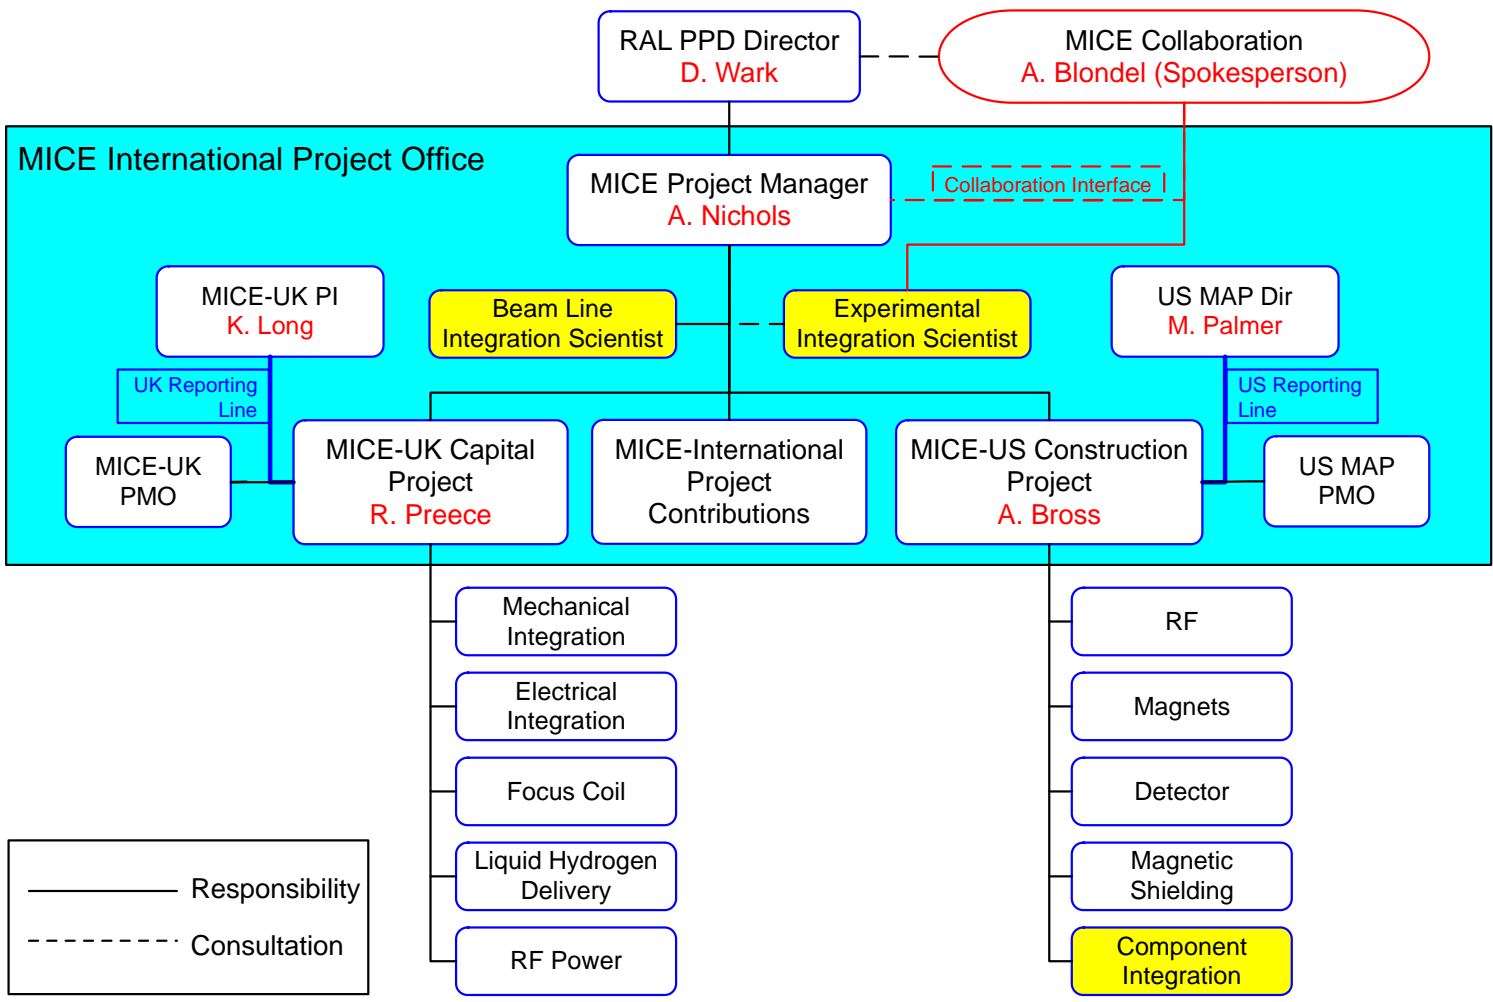 RAL PPD Director
D. Wark
MICE Collaboration
A. Blondel (Spokesperson)
MICE International Project Office
MICE Project Manager
A. Nichols
Collaboration Interface
MICE-UK PI
K. Long
Beam Line
Integration Scientist
Experimental
Integration Scientist
US MAP Dir
M. Palmer
UK Reporting
Line
US Reporting
Line
MICE-UK
PMO
MICE-UK Capital
Project
R. Preece
MICE-International
Project
Contributions
MICE-US Construction
Project
A. Bross
US MAP
PMO
Mechanical
Integration
Electrical
Integration
Focus Coil
Liquid Hydrogen
Delivery
RF Power
RF
Magnets
Detector
Magnetic
Shielding
Component
Integration
Responsibility
Consultation